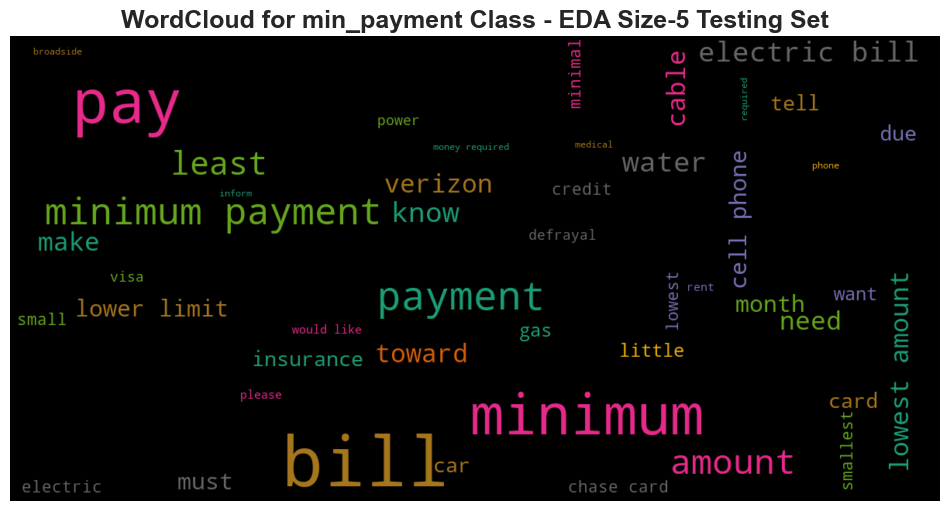 WordCloud for min_payment Class - EDA Size-5 Testing Set
broadside
minimal
cable
electric bill
pay
required
tell
power
due
least
money required
medical
water
phone
cell phone
inform
verizon
credit
minimum payment
know
make
defrayal
visa
lower limit
payment
lowest
rent
want
month
small
would like
gas
need
lowest amount
insurance
toward
little
please
minimum
card
smallest
bill
car
amount
electric
must
chase card